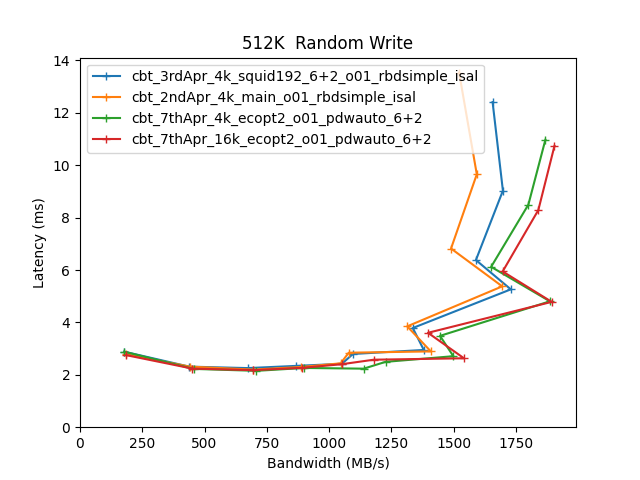 512K  Random Write
cbt_3rdApr_4k_squid192_6+2_o01_rbdsimple_isal
cbt_2ndApr_4k_main_o01_rbdsimple_isal
cbt_7thApr_4k_ecopt2_o01_pdwauto_6+2
cbt_7thApr_16k_ecopt2_o01_pdwauto_6+2
14
12
10
8
6
4
2
0
Latency (ms)
0 250 500 750 1000 1250 1500 1750
Bandwidth (MB/s)